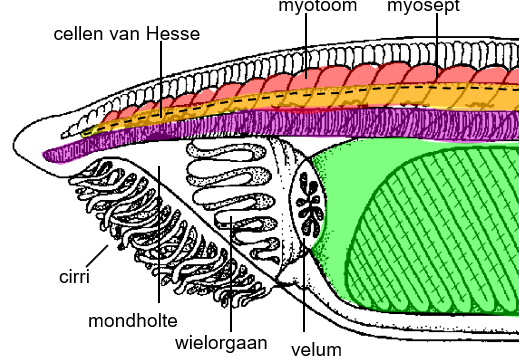 myotoom
myosept
cellen van Hesse
cirri
mondholte
wielorgaan
velum